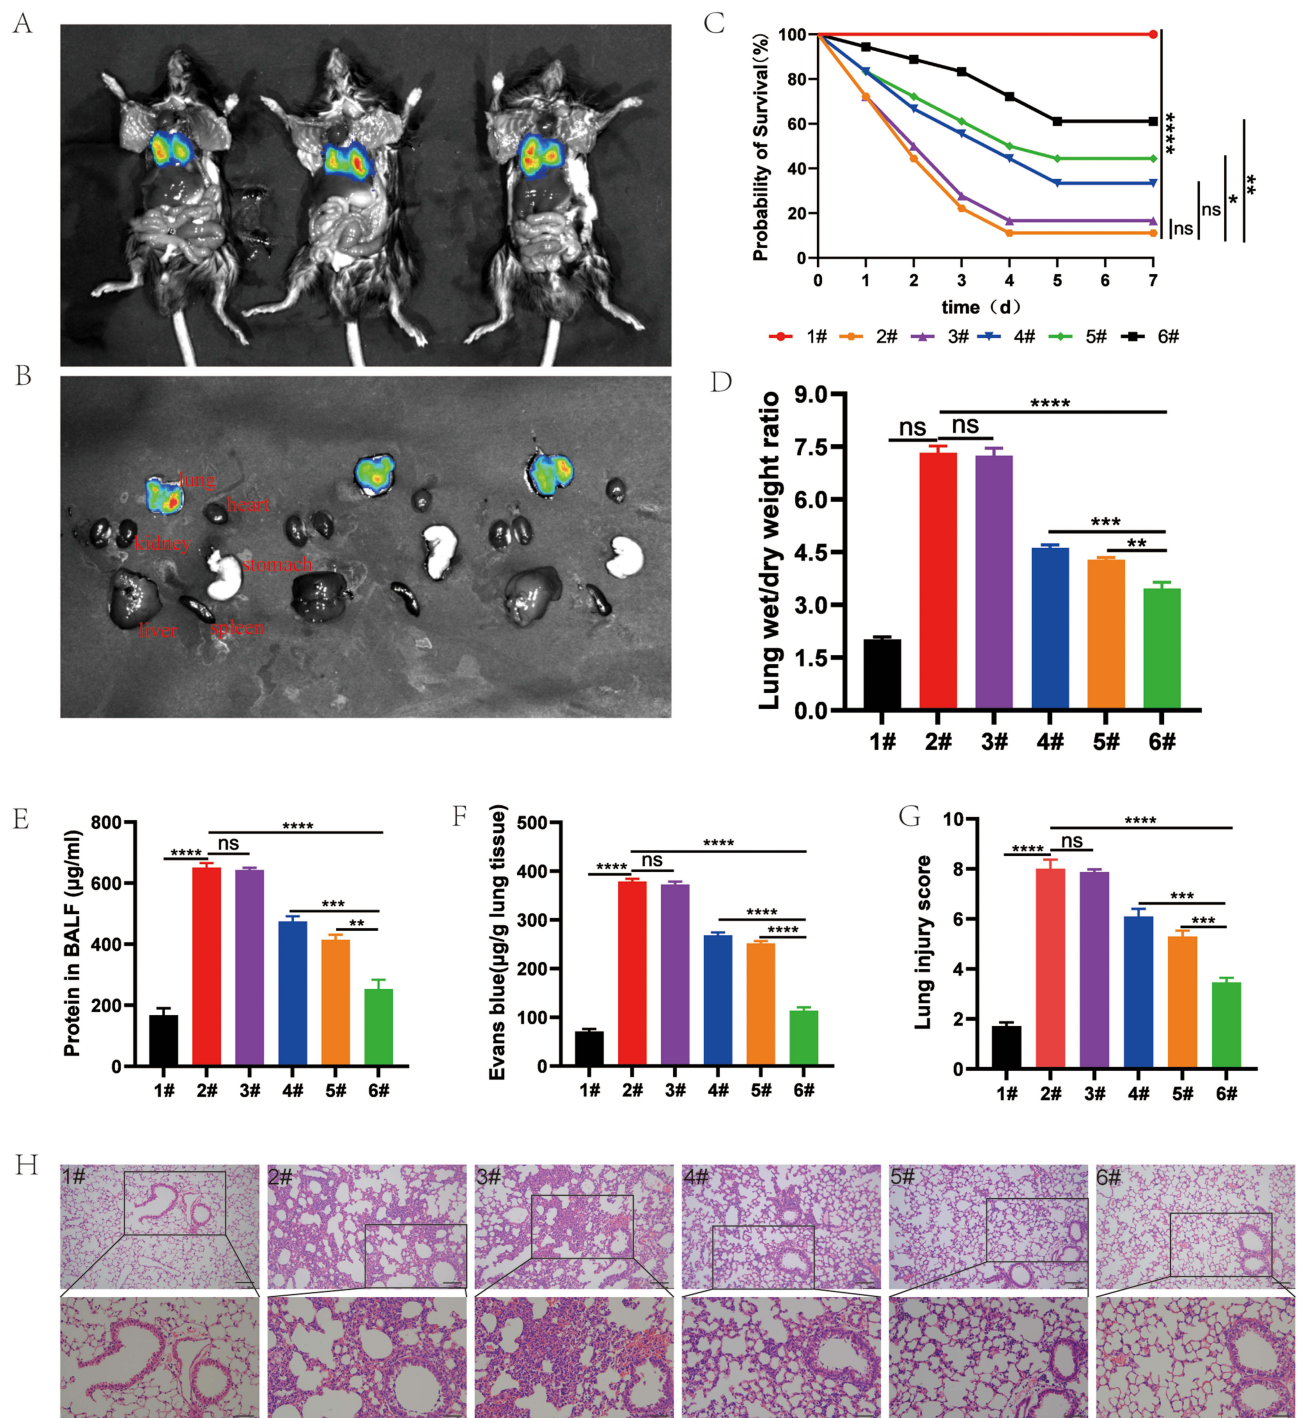 A
B
lung
heart
kidney
stomach
liver
spleen
C
Probability of Survival(%)
100
80
60
40
20
0
0 1 2 3 4 5 6 7
time (d)
ns
ns
*
**
****
1# 2# 3# 4# 5# 6#
D
Lung wet/dry weight ratio
9.0
7.5
6.0
4.5
3.0
1.5
0.0
****
ns ns
***
**
1# 2# 3# 4# 5# 6#
E
Protein in BALF (μg/ml)
800
600
400
200
0
****
**** ns
***
**
1# 2# 3# 4# 5# 6#
F
Evans blue(μg/g lung tissue)
500
400
300
200
100
0
****
**** ns
****
****
1# 2# 3# 4# 5# 6#
G
Lung injury score
10
8
6
4
2
0
****
**** ns
***
***
1# 2# 3# 4# 5# 6#
H
1# 2# 3# 4# 5# 6#